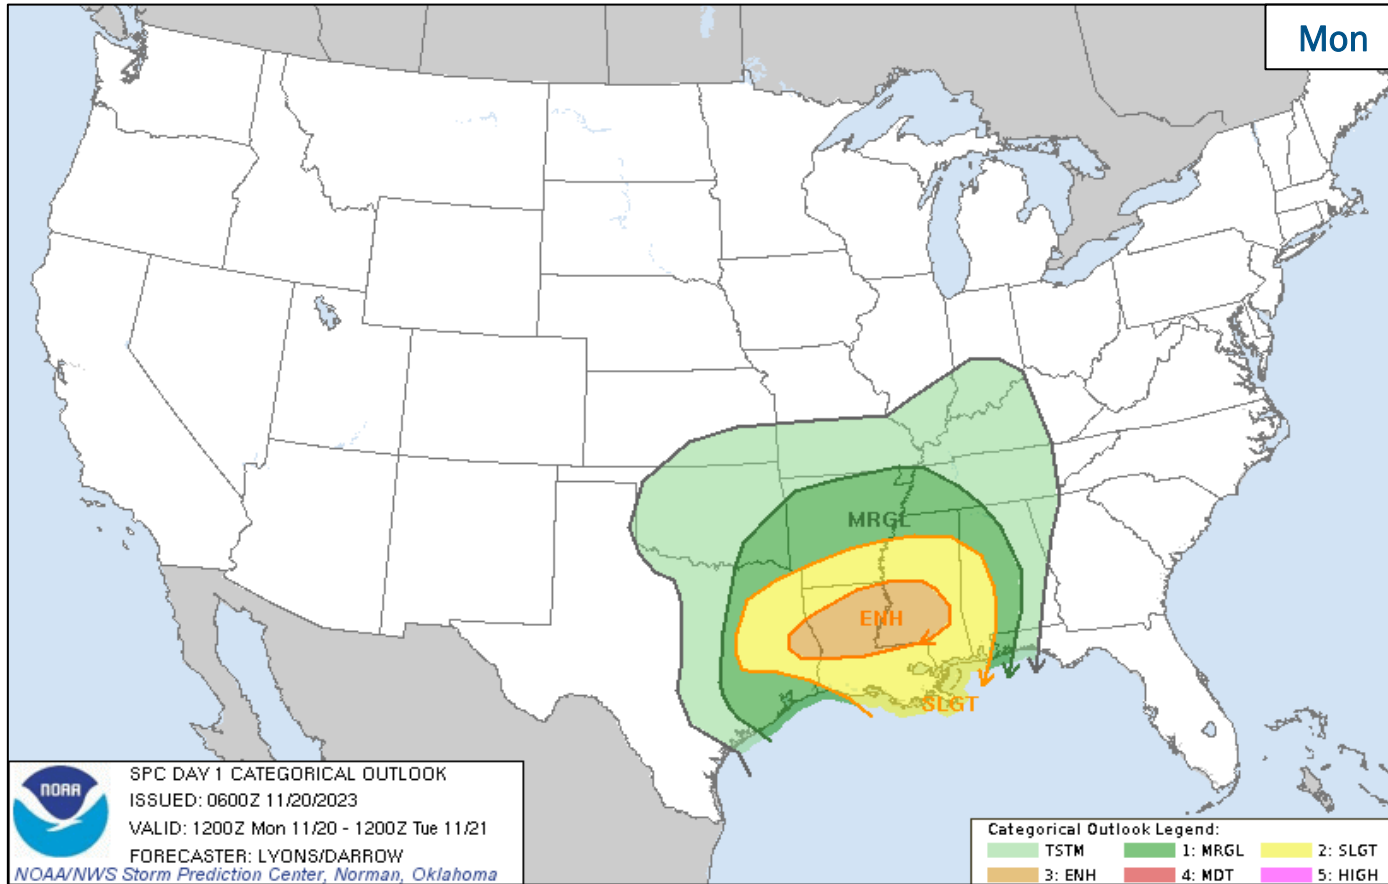 Mon
MRGL
ENH
SLGT
NOAA
SPC DAY 1 CATEGORICAL OUTLOOK
ISSUED: 0600Z 11/20/2023
VALID: 1200Z Mon 11/20 - 1200Z Tue 11/21
FORECASTER: LYONS/DARROW
NOAA/NWS Storm Prediction Center, Norman, Oklahoma
Categorical Outlook Legend:
TSTM 1: MRGL 2: SLGT
3: ENH 4: MDT 5: HIGH